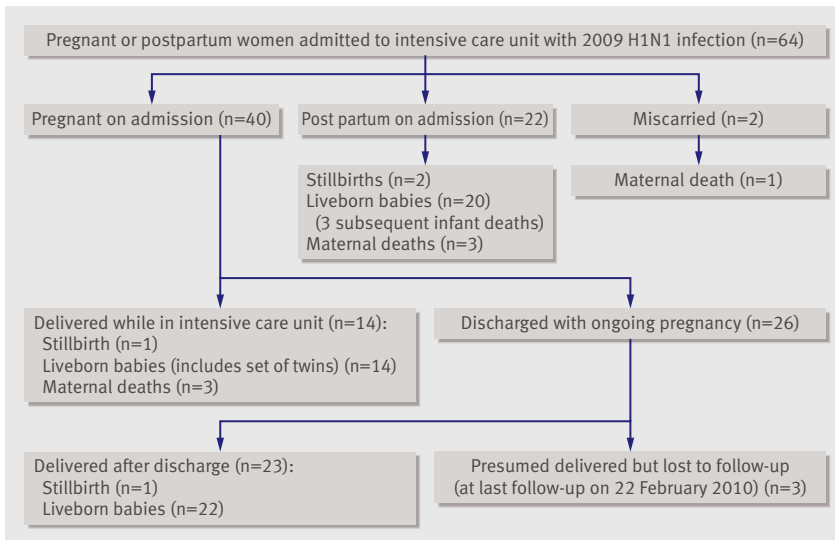 Pregnant or postpartum women admitted to intensive care unit with 2009 H1N1 infection (n=64)
Pregnant on admission (n=40)
Post partum on admission (n=22)
Miscarried (n=2)
Stillbirths (n=2)
Liveborn babies (n=20)
(3 subsequent infant deaths)
Maternal deaths (n=3)
Maternal death (n=1)
Delivered while in intensive care unit (n=14):
Stillbirth (n=1)
Liveborn babies (includes set of twins) (n=14)
Maternal deaths (n=3)
Discharged with ongoing pregnancy (n=26)
Delivered after discharge (n=23):
Stillbirth (n=1)
Liveborn babies (n=22)
Presumed delivered but lost to follow-up
(at last follow-up on 22 February 2010) (n=3)